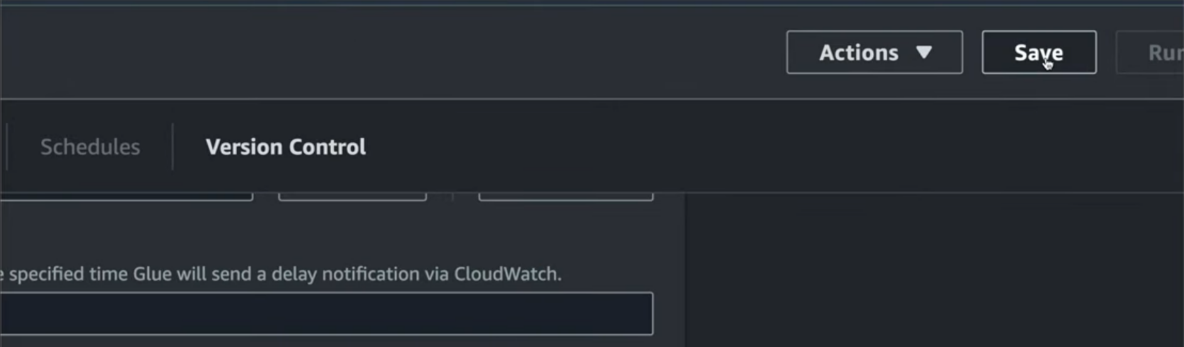 Actions Save
Schedules Version Control
specified time Glue will send a delay notification via CloudWatch.